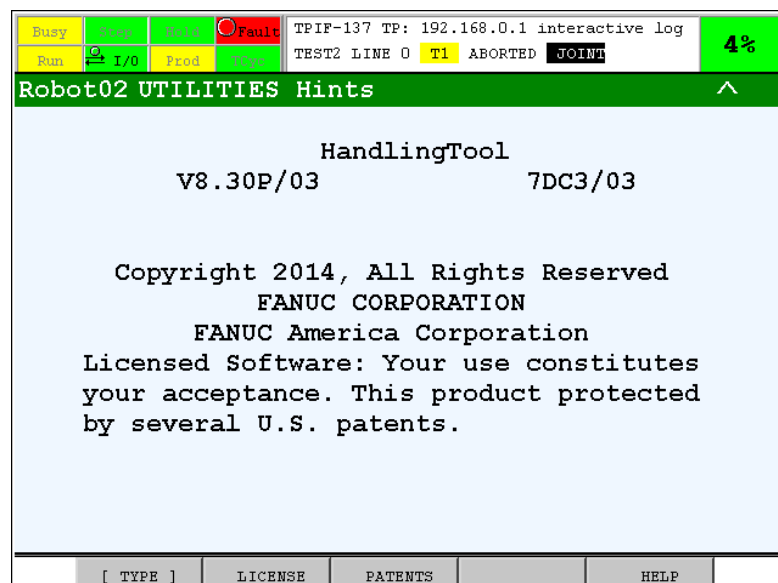 Busy Step Hold Fault TPIF-137 TP: 192.168.0.1 interactive log
Run I/O Prod TCyc TEST2 LINE 0 T1 ABORTED JOINT 4%
Robot02 UTILITIES Hints
HandlingTool
V8.30P/03 7DC3/03
Copyright 2014, All Rights Reserved
FANUC CORPORATION
FANUC America Corporation
Licensed Software: Your use constitutes
your acceptance. This product protected
by several U.S. patents.
[ TYPE ] LICENSE PATENTS HELP